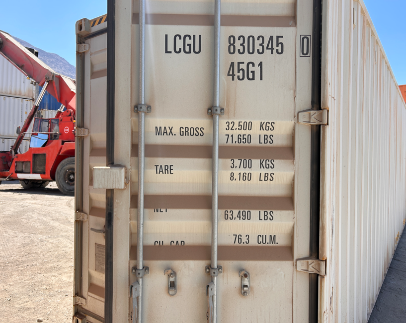 LCGU 830345 0
45G1
MAX. GROSS 32.500 KGS
71.650 LBS
TARE 3.700 KGS
8.160 LBS
NET
63.490 LBS
CU. CAP. 76.3 CU.M.